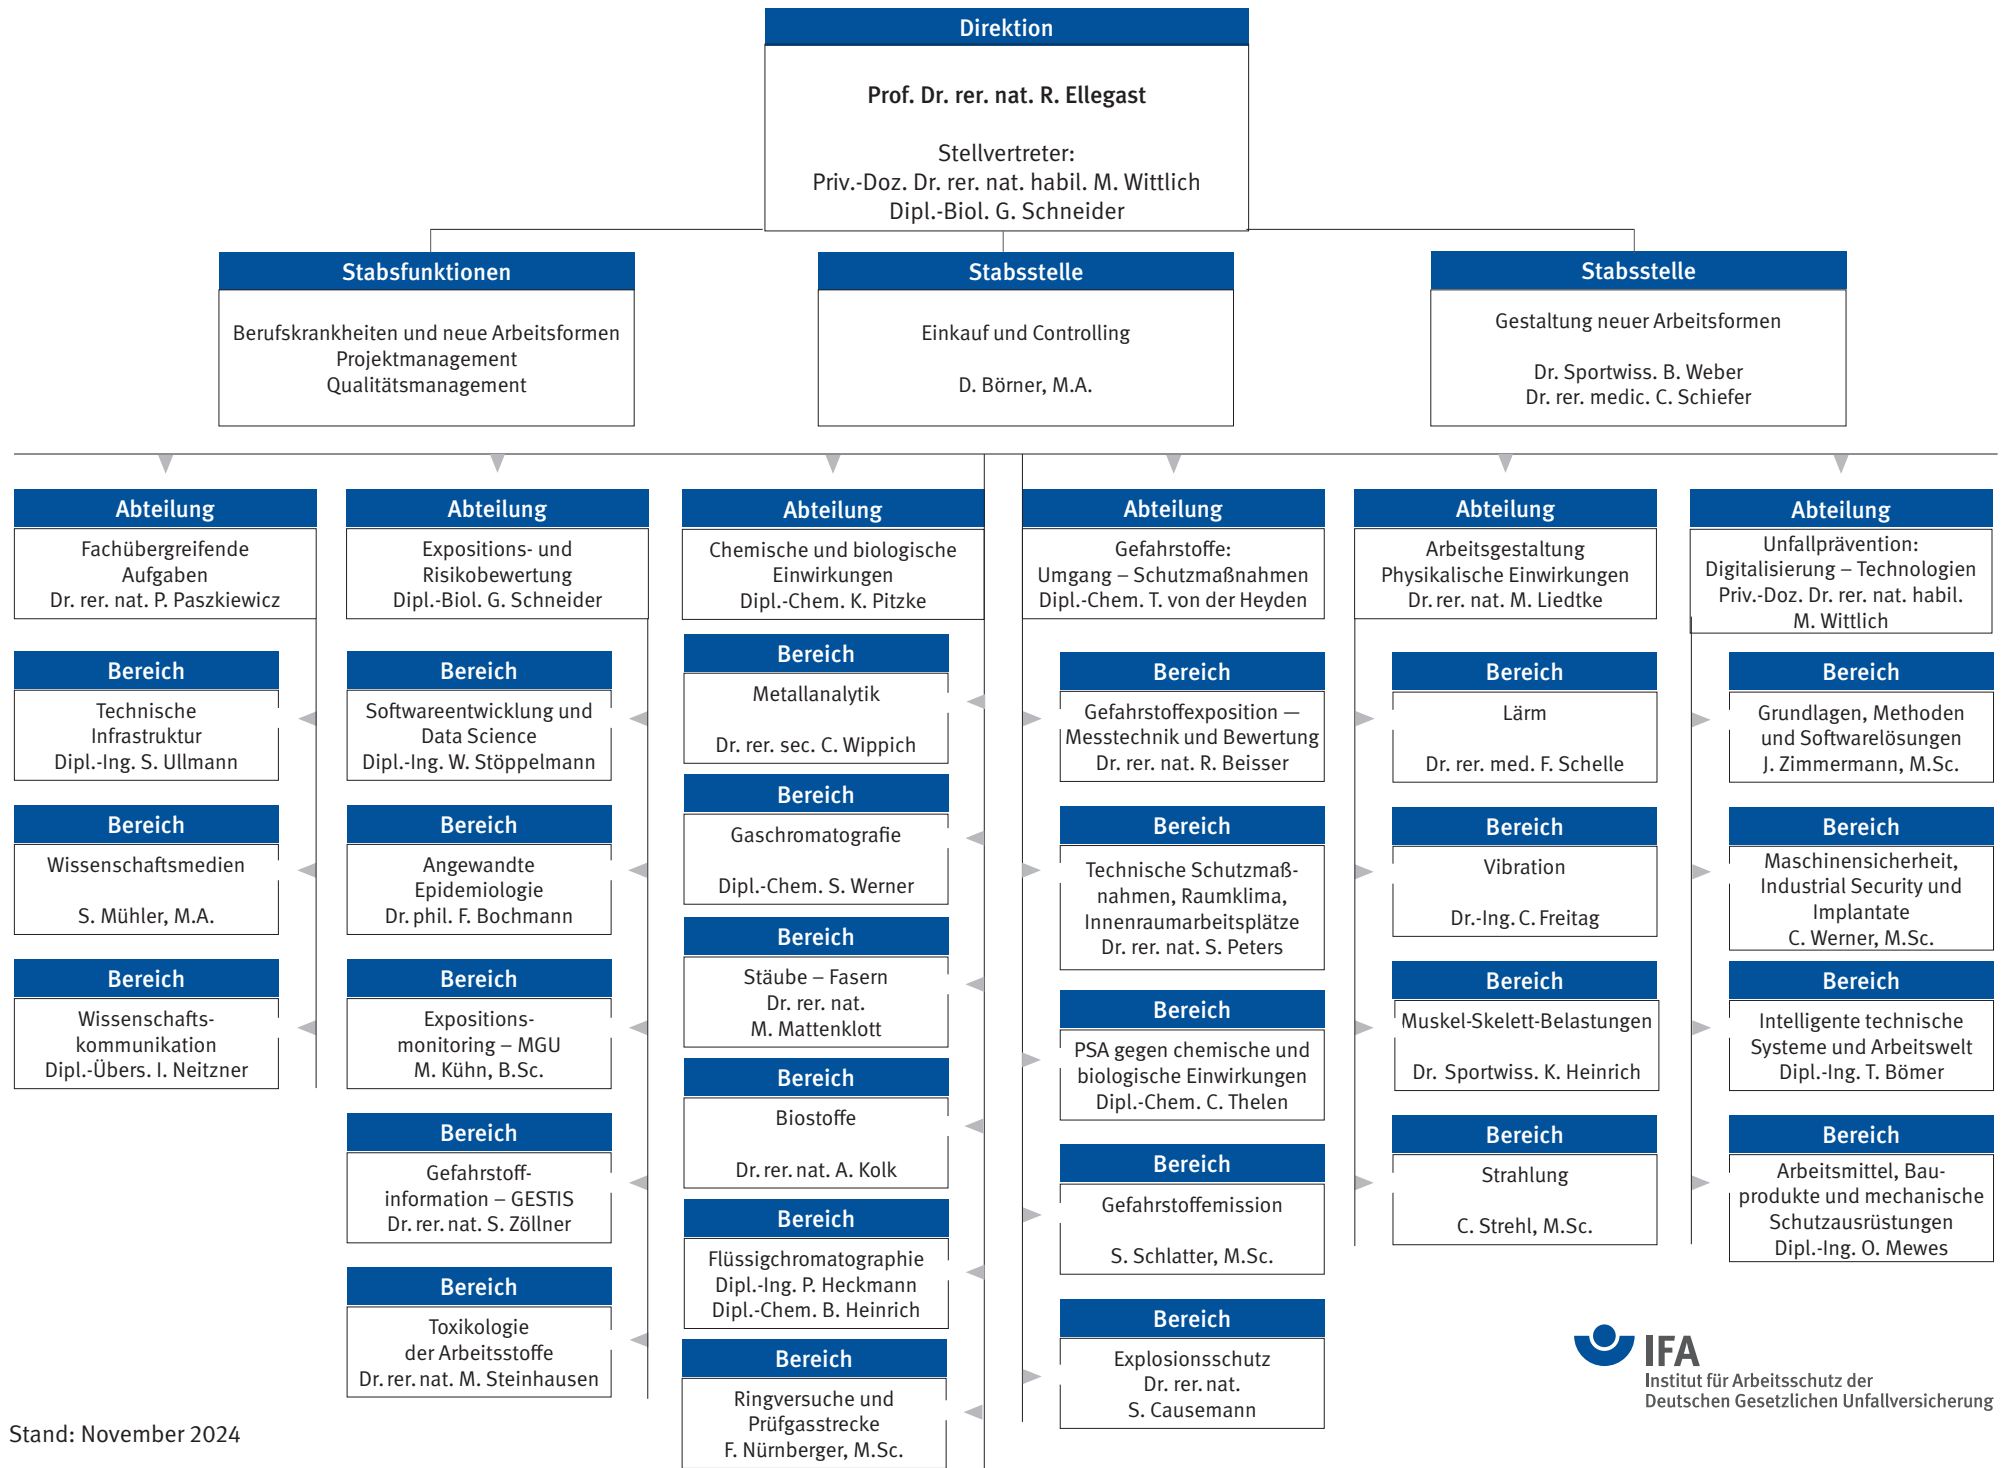 Direktion
Prof. Dr. rer. nat. R. Ellegast
Stellvertreter:
Priv.-Doz. Dr. rer. nat. habil. M. Wittlich
Dipl.-Biol. G. Schneider
Stabsfunktionen
Berufskrankheiten und neue Arbeitsformen
Projektmanagement
Qualitätsmanagement
Stabsstelle
Einkauf und Controlling
D. Börner, M.A.
Stabsstelle
Gestaltung neuer Arbeitsformen
Dr. Sportwiss. B. Weber
Dr. rer. medic. C. Schiefer
Abteilung
Fachübergreifende
Aufgaben
Dr. rer. nat. P. Paszkiewicz
Bereich
Technische
Infrastruktur
Dipl.-Ing. S. Ullmann
Bereich
Wissenschaftsmedien
S. Mühler, M.A.
Bereich
Wissenschafts-
kommunikation
Dipl.-Übers. I. Neitzner
Abteilung
Expositions- und
Risikobewertung
Dipl.-Biol. G. Schneider
Bereich
Softwareentwicklung und
Data Science
Dipl.-Ing. W. Stöppelmann
Bereich
Angewandte
Epidemiologie
Dr. phil. F. Bochmann
Bereich
Expositions-
monitoring – MGU
M. Kühn, B.Sc.
Bereich
Gefahrstoff-
information – GESTIS
Dr. rer. nat. S. Zöllner
Bereich
Toxikologie
der Arbeitsstoffe
Dr. rer. nat. M. Steinhausen
Abteilung
Chemische und biologische
Einwirkungen
Dipl.-Chem. K. Pitzke
Bereich
Metallanalytik
Dr. rer. sec. C. Wippich
Bereich
Gaschromatografie
Dipl.-Chem. S. Werner
Bereich
Stäube – Fasern
Dr. rer. nat.
M. Mattenklott
Bereich
Biostoffe
Dr. rer. nat. A. Kolk
Bereich
Flüssigchromatographie
Dipl.-Ing. P. Heckmann
Dipl.-Chem. B. Heinrich
Bereich
Ringversuche und
Prüfgasstrecke
F. Nürnberger, M.Sc.
Abteilung
Gefahrstoffe:
Umgang – Schutzmaßnahmen
Dipl.-Chem. T. von der Heyden
Bereich
Gefahrstoffexposition —
Messtechnik und Bewertung
Dr. rer. nat. R. Beisser
Bereich
Technische Schutzmaß-
nahmen, Raumklima,
Innenraumarbeitsplätze
Dr. rer. nat. S. Peters
Bereich
PSA gegen chemische und
biologische Einwirkungen
Dipl.-Chem. C. Thelen
Bereich
Gefahrstoffemission
S. Schlatter, M.Sc.
Bereich
Explosionsschutz
Dr. rer. nat.
S. Causemann
Abteilung
Arbeitsgestaltung
Physikalische Einwirkungen
Dr. rer. nat. M. Liedtke
Bereich
Lärm
Dr. rer. med. F. Schelle
Bereich
Vibration
Dr.-Ing. C. Freitag
Bereich
Muskel-Skelett-Belastungen
Dr. Sportwiss. K. Heinrich
Bereich
Strahlung
C. Strehl, M.Sc.
Abteilung
Unfallprävention:
Digitalisierung – Technologien
Priv.-Doz. Dr. rer. nat. habil.
M. Wittlich
Bereich
Grundlagen, Methoden
und Softwarelösungen
J. Zimmermann, M.Sc.
Bereich
Maschinensicherheit,
Industrial Security und
Implantate
C. Werner, M.Sc.
Bereich
Intelligente technische
Systeme und Arbeitswelt
Dipl.-Ing. T. Bömer
Bereich
Arbeitsmittel, Bau-
produkte und mechanische
Schutzausrüstungen
Dipl.-Ing. O. Mewes
IFA
Institut für Arbeitsschutz der
Deutschen Gesetzlichen Unfallversicherung
Stand: November 2024